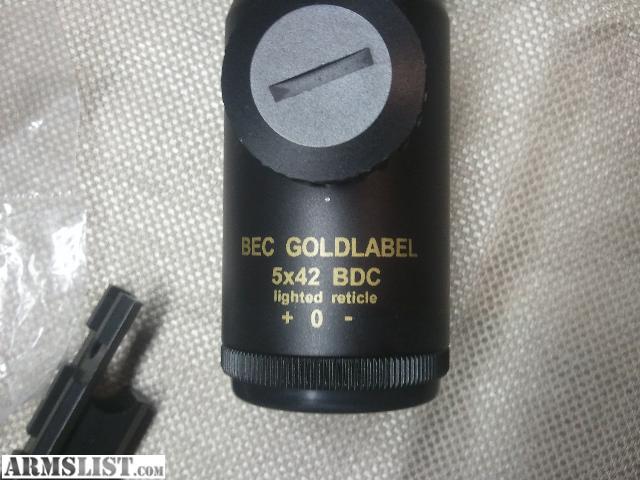 BEC GOLDLABEL
5x42 BDC
lighted reticle
+ 0 -
ARMSLIST.COM